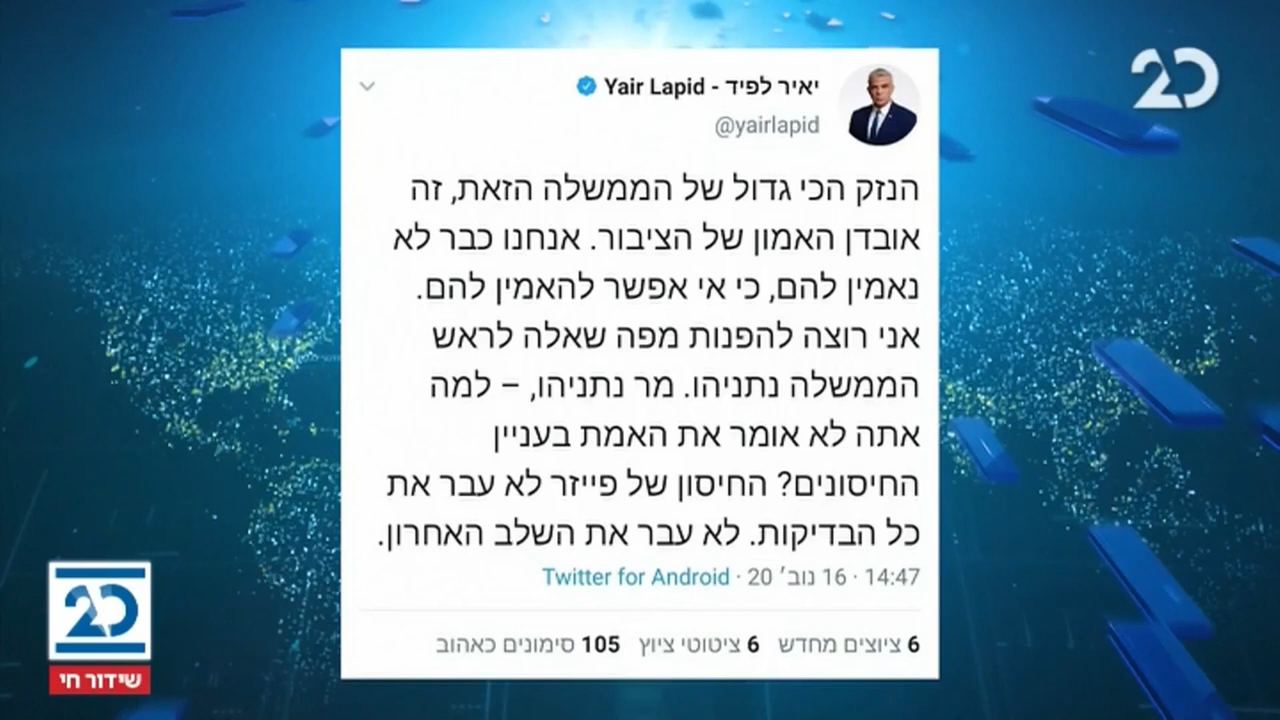 יאיר לפיד - Yair Lapid
@yairlapid
הנזק הכי גדול של הממשלה הזאת, זה
אובדן האמון של הציבור. אנחנו כבר לא
נאמין להם, כי אי אפשר להאמין להם.
אני רוצה להפנות מפה שאלה לראש
הממשלה נתניהו. מר נתניהו, – למה
אתה לא אומר את האמת בעניין
החיסונים? החיסון של פייזר לא עבר את
כל הבדיקות. לא עבר את השלב האחרון.
14:47 · 16 נוב׳ 20 · Twitter for Android
6 ציוצים מחדש 6 ציטוטי ציוץ 105 סימונים כאהוב
20
20
שידור חי